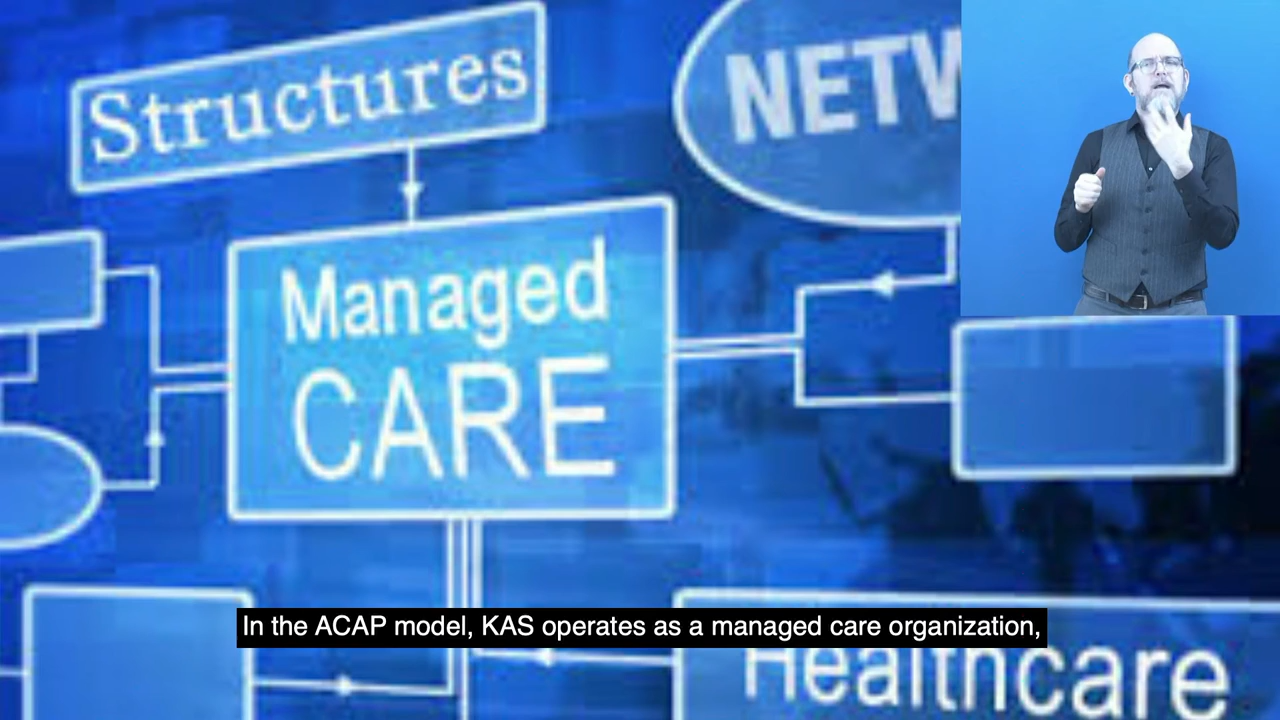 Structures
NETW
Managed
CARE
In the ACAP model, KAS operates as a managed care organization,
Healthcare